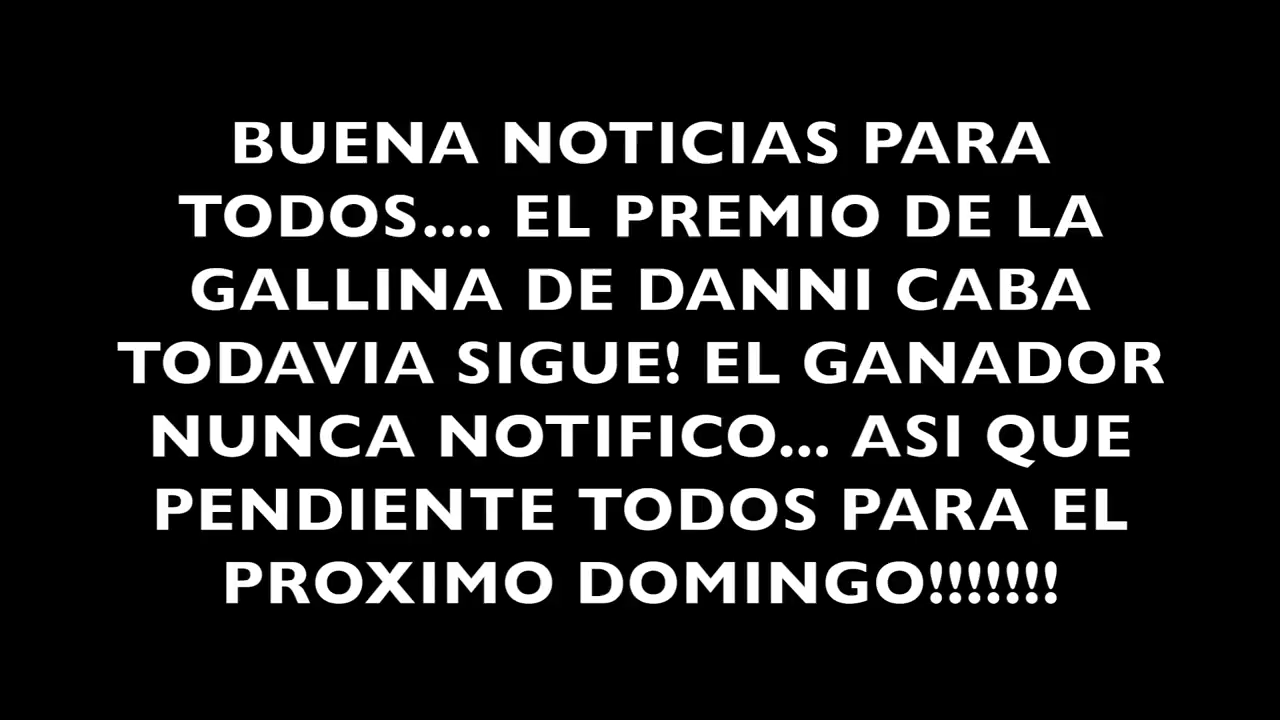 BUENA NOTICIAS PARA
TODOS.... EL PREMIO DE LA
GALLINA DE DANNI CABA
TODAVIA SIGUE! EL GANADOR
NUNCA NOTIFICO... ASI QUE
PENDIENTE TODOS PARA EL
PROXIMO DOMINGO!!!!!!!